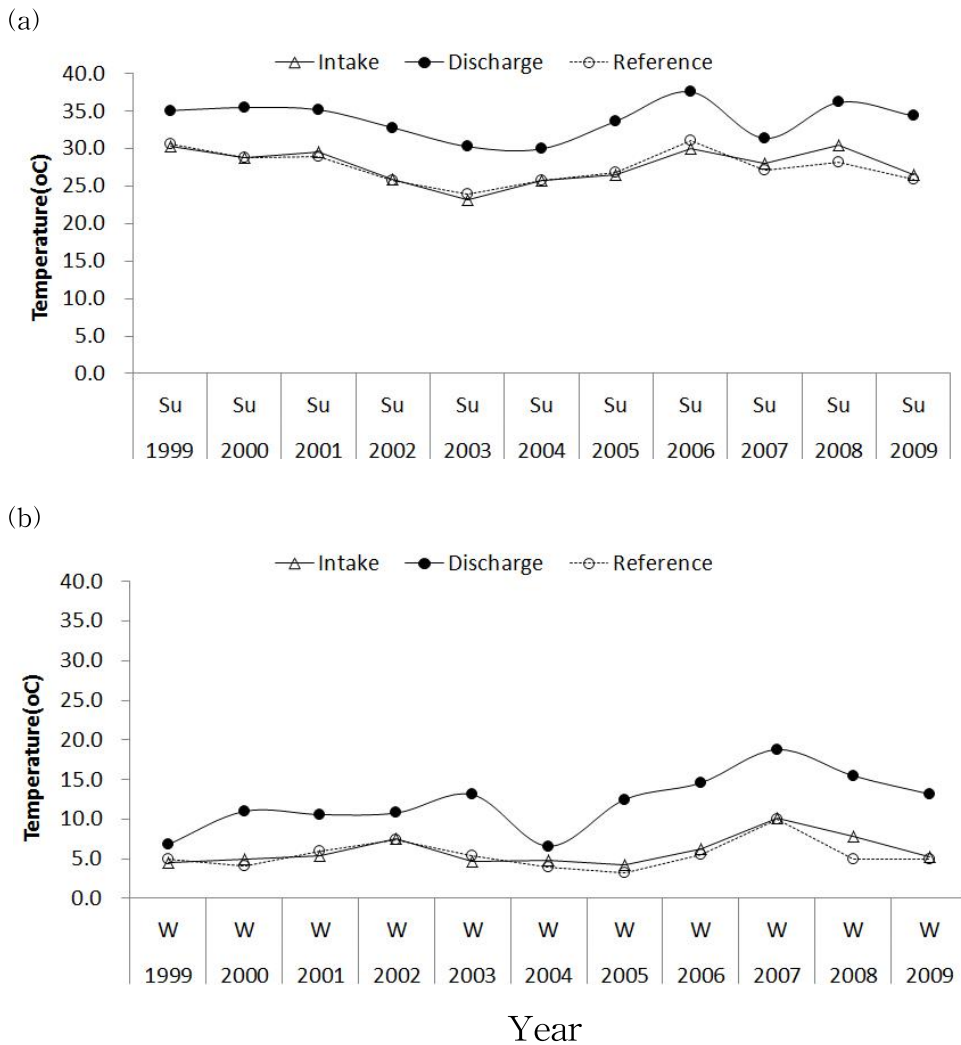 (a)
Intake Discharge Reference
40.0
35.0
30.0
25.0
20.0
15.0
10.0
5.0
0.0
Temperature(oC)
Su Su Su Su Su Su Su Su Su Su Su
1999 2000 2001 2002 2003 2004 2005 2006 2007 2008 2009
(b)
Intake Discharge Reference
40.0
35.0
30.0
25.0
20.0
15.0
10.0
5.0
0.0
Temperature(oC)
W W W W W W W W W W W
1999 2000 2001 2002 2003 2004 2005 2006 2007 2008 2009
Year